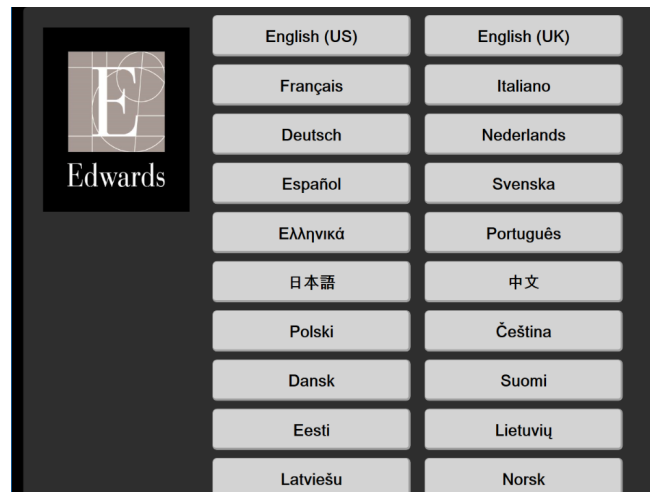 E
Edwards
English (US)
English (UK)
Français
Italiano
Deutsch
Nederlands
Español
Svenska
Ελληνικά
Português
日本語
中文
Polski
Čeština
Dansk
Suomi
Eesti
Lietuvių
Latviešu
Norsk